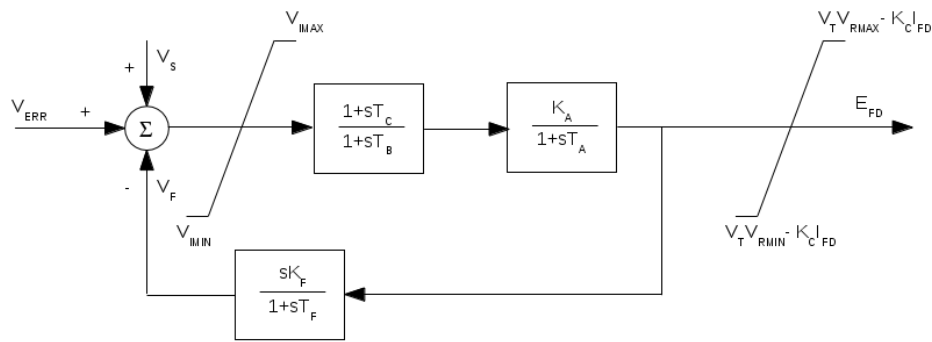 V_IMAX
V_T V_RMAX - K_C I_FD
V_S
+
V_ERR
+
Σ
1+sT_C
1+sT_B
K_A
1+sT_A
E_FD
-
V_F
V_IMIN
V_T V_RMIN - K_C I_FD
sK_F
1+sT_F